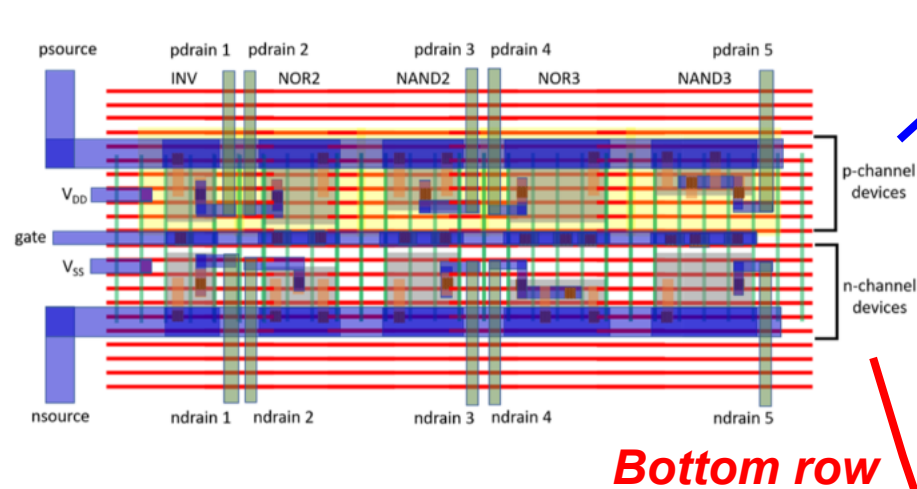 psource pdrain 1 pdrain 2 pdrain 3 pdrain 4 pdrain 5
INV NOR2 NAND2 NOR3 NAND3
p-channel
devices
VDD
gate
VSS
n-channel
devices
nsource ndrain 1 ndrain 2 ndrain 3 ndrain 4 ndrain 5
Bottom row